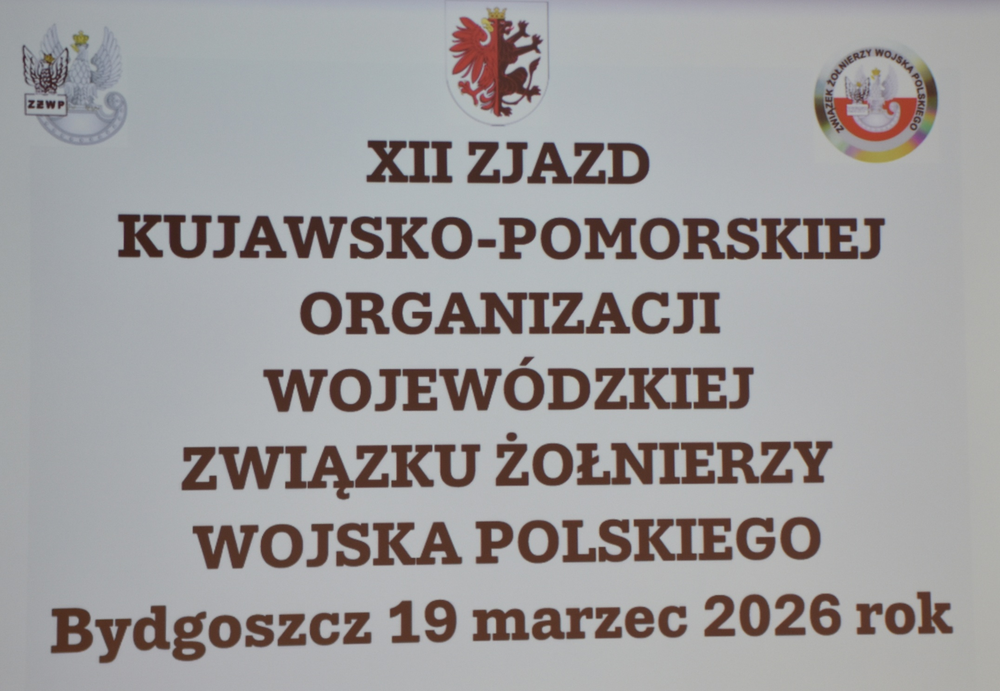 ZŻWP
ZWIĄZEK ŻOŁNIERZY WOJSKA POLSKIEGO
XII ZJAZD
KUJAWSKO-POMORSKIEJ
ORGANIZACJI
WOJEWÓDZKIEJ
ZWIĄZKU ŻOŁNIERZY
WOJSKA POLSKIEGO
Bydgoszcz 19 marzec 2026 rok